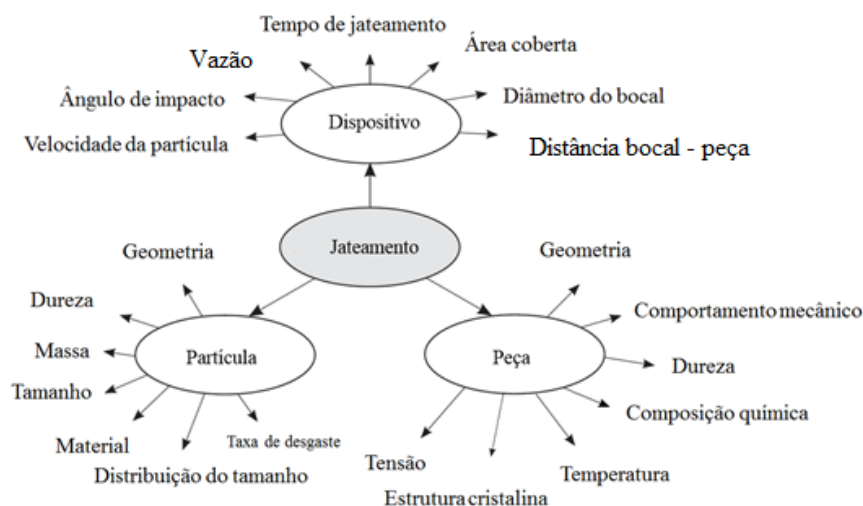 Tempo de jateamento
Vazão
Área coberta
Ângulo de impacto
Diâmetro do bocal
Dispositivo
Velocidade da partícula
Distância bocal - peça
Jateamento
Geometria
Geometria
Dureza
Comportamento mecânico
Massa
Partícula
Peça
Dureza
Tamanho
Composição química
Material
Taxa de desgaste
Tensão
Temperatura
Distribuição do tamanho
Estrutura cristalina